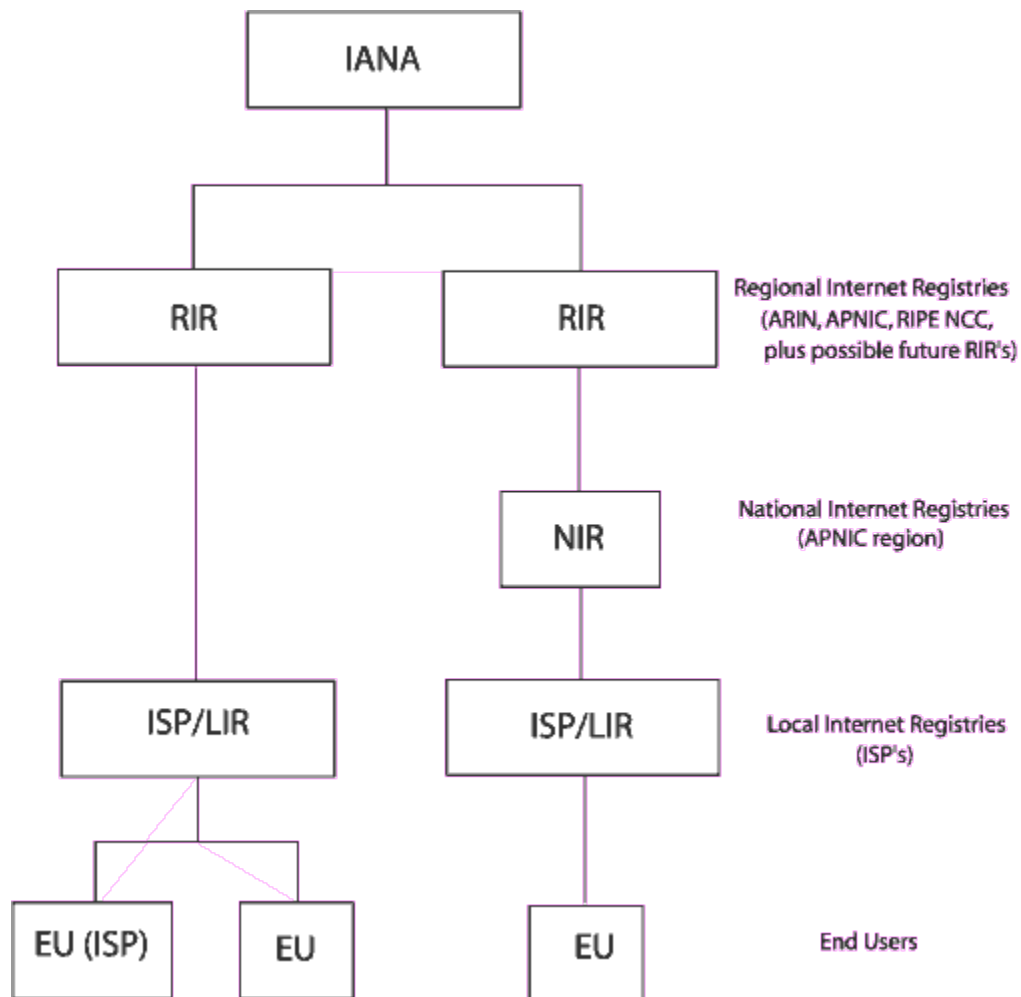 IANA
RIR
RIR
Regional Internet Registries
(ARIN, APNIC, RIPE NCC,
plus possible future RIR's)
NIR
National Internet Registries
(APNIC region)
ISP/LIR
ISP/LIR
Local Internet Registries
(ISP's)
EU (ISP)
EU
EU
End Users